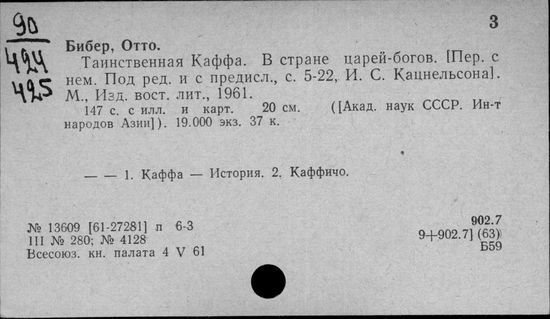 90
3
424
425
Бибер, Отто.
Таинственная Каффа. В стране царей-богов. [Пер. с
нем. Под ред. и с предисл., с. 5-22, И. С. Кацнельсона].
М., Изд. вост. лит., 1961.
147 с. с илл. и карт. 20 см. ([Акад. наук СССР. Ин-т
народов Азии]). 19.000 экз. 37 к.
— — 1. Каффа — История. 2. Каффичо.
№ 13609 [61-27281] п 6-3
III № 280; № 4128
Всесоюз. кн. палата 4 V 61
902.7
9+902.7] (63)
Б59